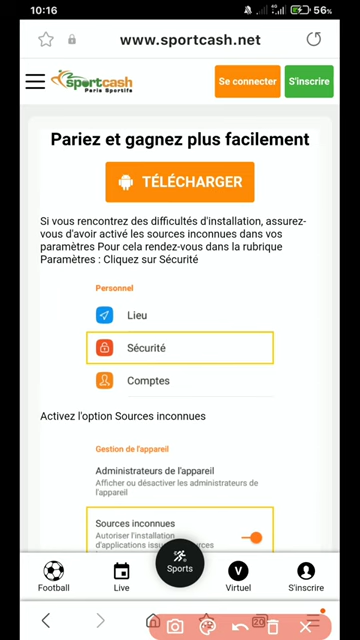 10:16
56%
www.sportcash.net
sportcash
Paris Sportifs
Se connecter
S'inscrire
Pariez et gagnez plus facilement
TÉLÉCHARGER
Si vous rencontrez des difficultés d'installation, assurez-
vous d'avoir activé les sources inconnues dans vos
paramètres Pour cela rendez-vous dans la rubrique
Paramètres : Cliquez sur Sécurité
Personnel
Lieu
Sécurité
Comptes
Activez l'option Sources inconnues
Gestion de l'appareil
Administrateurs de l'appareil
Afficher ou désactiver les administrateurs de
l'appareil
Sources inconnues
Autoriser l'installation
d'applications
Football
Live
Sports
V
Virtuel
S'inscrire